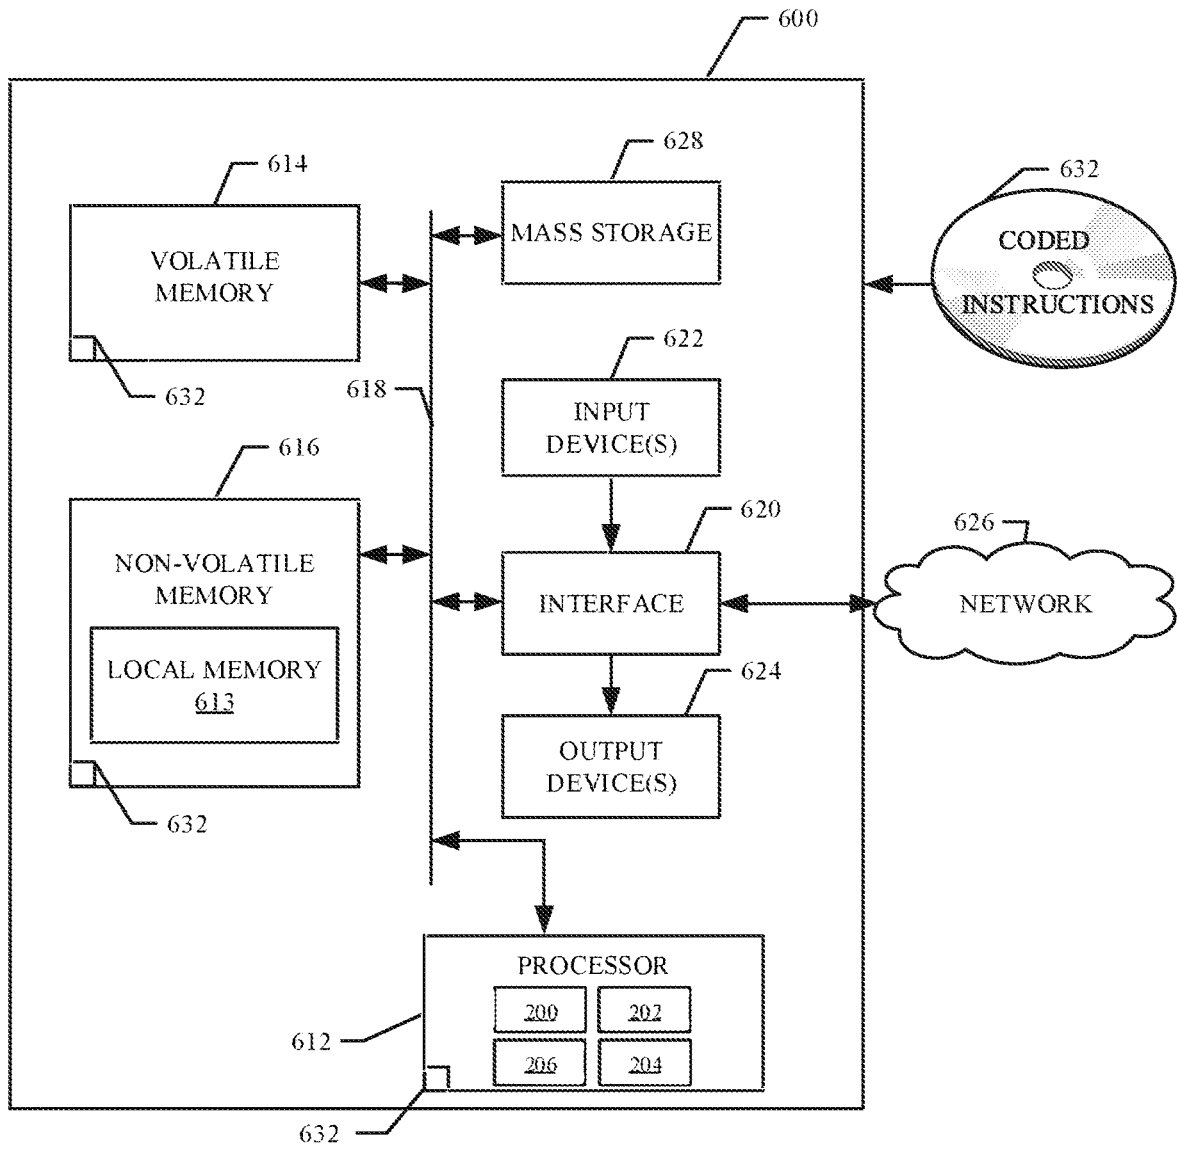 600
614
628
632
VOLATILE
MEMORY
MASS STORAGE
CODED
INSTRUCTIONS
632
618
622
INPUT
DEVICE(S)
616
NON-VOLATILE
MEMORY
LOCAL MEMORY
613
632
620
INTERFACE
626
NETWORK
624
OUTPUT
DEVICE(S)
PROCESSOR
200
202
206
204
612
632